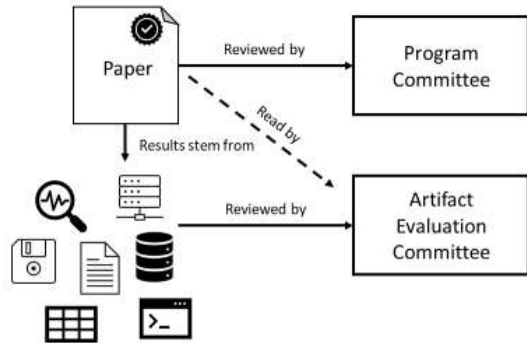 Paper
Reviewed by
Program
Committee
Read by
Results stem from
Reviewed by
Artifact
Evaluation
Committee
>_